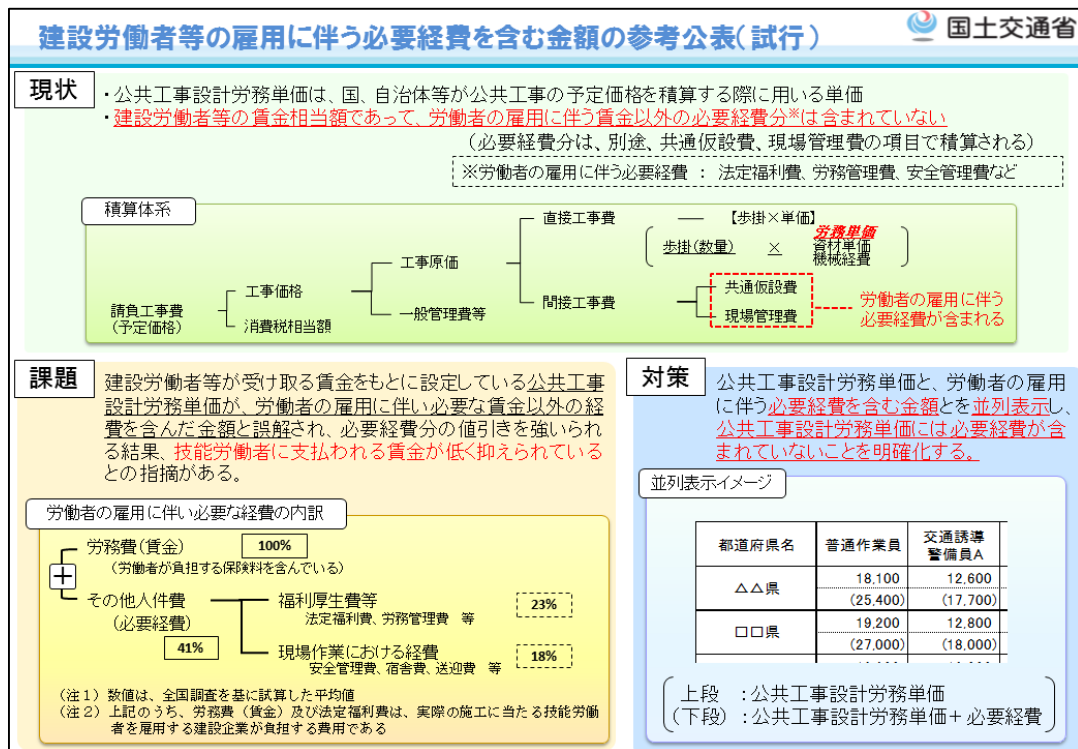 建設労働者等の雇用に伴う必要経費を含む金額の参考公表(試行)
国土交通省
現状
・公共工事設計労務単価は、国、自治体等が公共工事の予定価格を積算する際に用いる単価
・建設労働者等の賃金相当額であって、労働者の雇用に伴う賃金以外の必要経費分※は含まれていない
(必要経費分は、別途、共通仮設費、現場管理費の項目で積算される)
※労働者の雇用に伴う必要経費 : 法定福利費、労務管理費、安全管理費など
積算体系
請負工事費
(予定価格)
工事価格
消費税相当額
工事原価
一般管理費等
直接工事費
間接工事費
【歩掛×単価】
歩掛(数量) × 労務単価
資材単価
機械経費
共通仮設費
現場管理費
労働者の雇用に伴う
必要経費が含まれる
課題
建設労働者等が受け取る賃金をもとに設定している公共工事
設計労務単価が、労働者の雇用に伴い必要な賃金以外の経
費を含んだ金額と誤解され、必要経費分の値引きを強いられ
る結果、技能労働者に支払われる賃金が低く抑えられている
との指摘がある。
労働者の雇用に伴い必要な経費の内訳
労務費(賃金) 100%
(労働者が負担する保険料を含んでいる)
+
その他人件費
(必要経費)
41%
福利厚生費等 23%
法定福利費、労務管理費 等
現場作業における経費 18%
安全管理費、宿舎費、送迎費 等
(注1) 数値は、全国調査を基に試算した平均値
(注2) 上記のうち、労務費(賃金)及び法定福利費は、実際の施工に当たる技能労働
者を雇用する建設企業が負担する費用である
対策
公共工事設計労務単価と、労働者の雇用
に伴う必要経費を含む金額とを並列表示し、
公共工事設計労務単価には必要経費が含
まれていないことを明確化する。
並列表示イメージ
都道府県名 普通作業員 交通誘導
警備員A
△△県 18,100 12,600
(25,400) (17,700)
□□県 19,200 12,800
(27,000) (18,000)
上段 :公共工事設計労務単価
(下段) :公共工事設計労務単価+必要経費